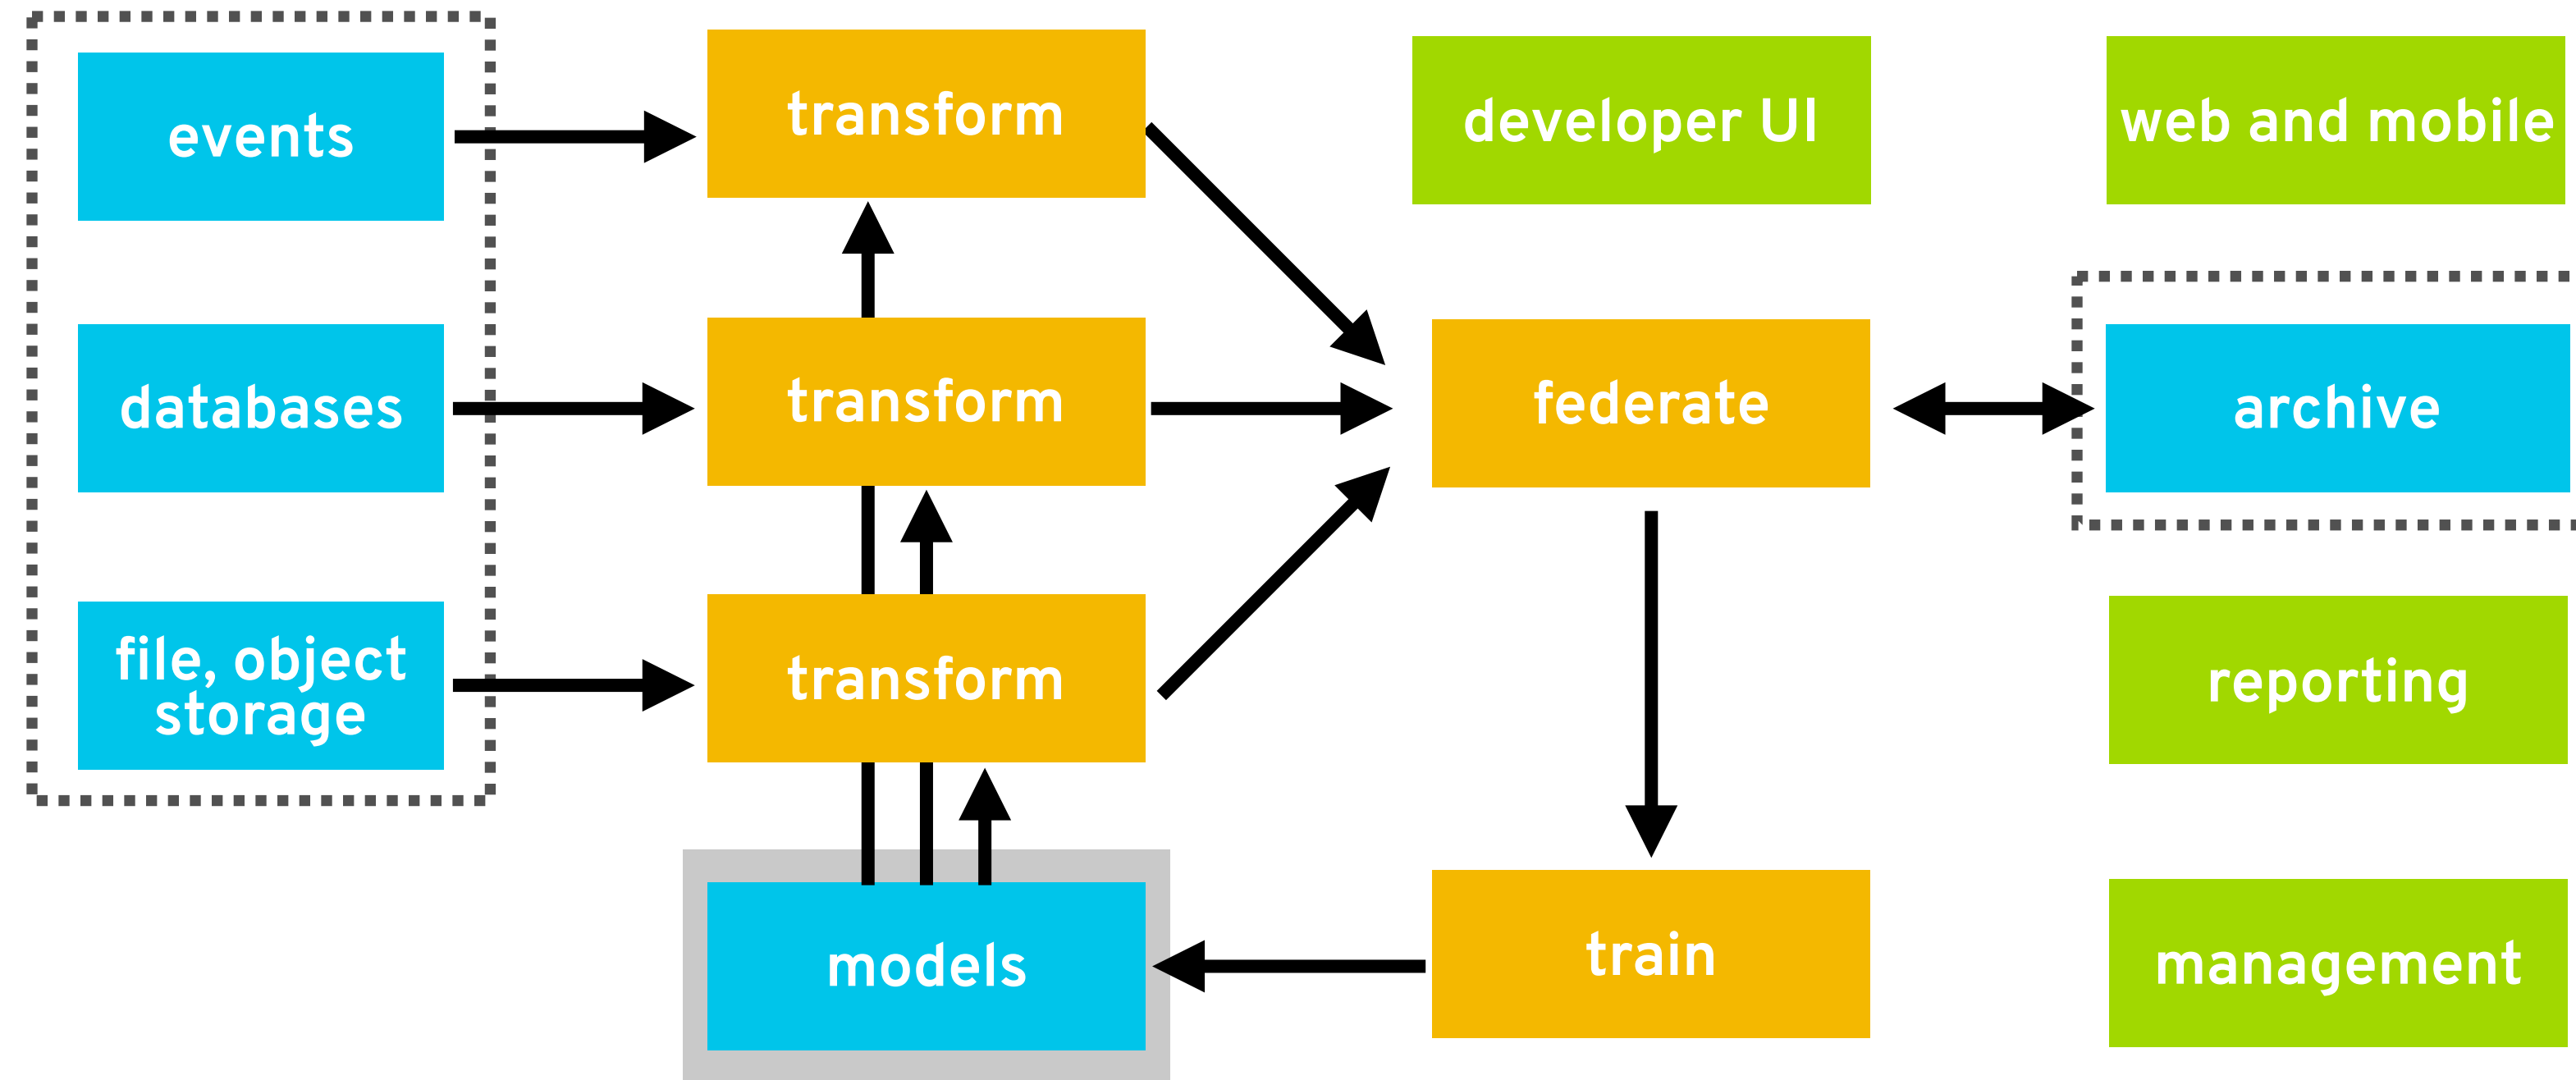 events
transform
developer UI
web and mobile
databases
transform
federate
archive
file, object
storage
transform
reporting
models
train
management